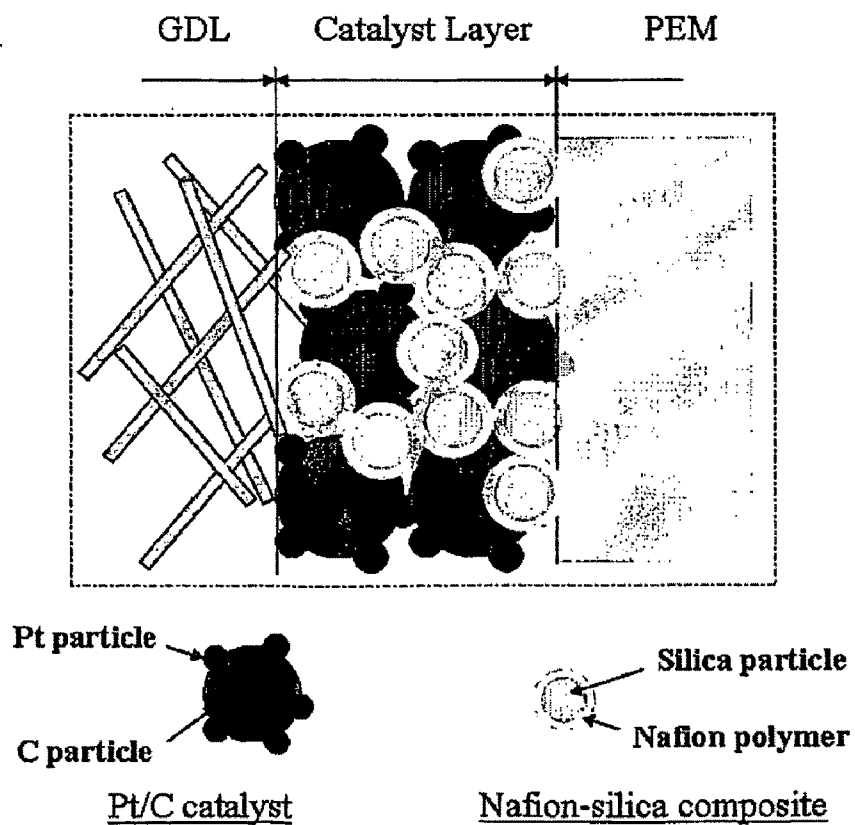 GDL Catalyst Layer PEM
Pt particle
C particle
Pt/C catalyst
Silica particle
Nafion polymer
Nafion-silica composite